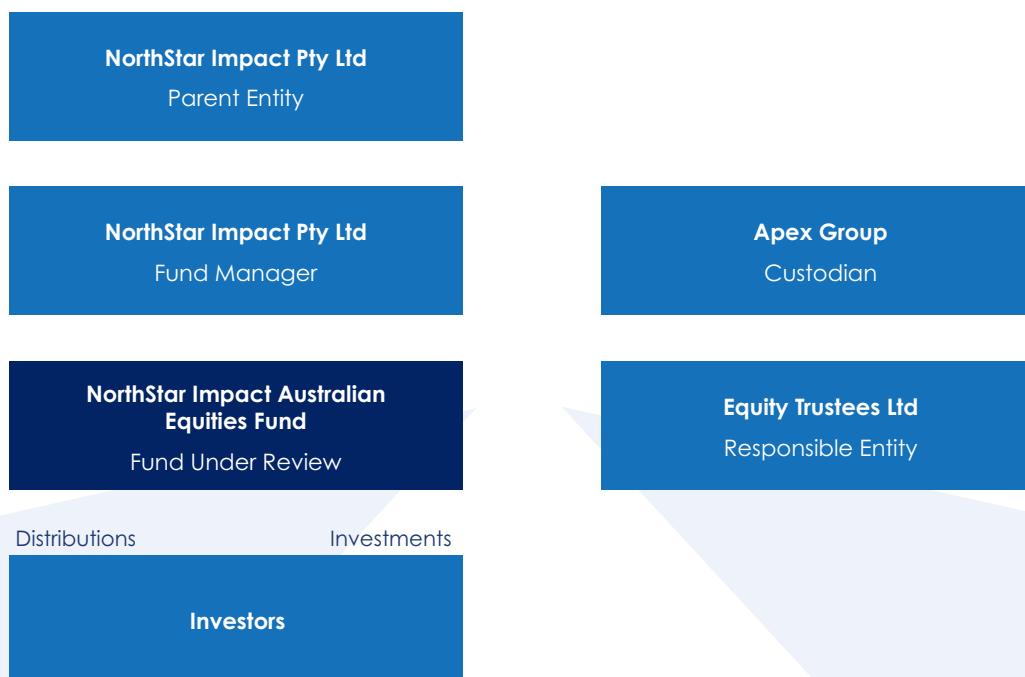 NorthStar Impact Pty Ltd
Parent Entity
NorthStar Impact Pty Ltd
Fund Manager
Apex Group
Custodian
NorthStar Impact Australian
Equities Fund
Fund Under Review
Equity Trustees Ltd
Responsible Entity
Distributions
Investments
Investors